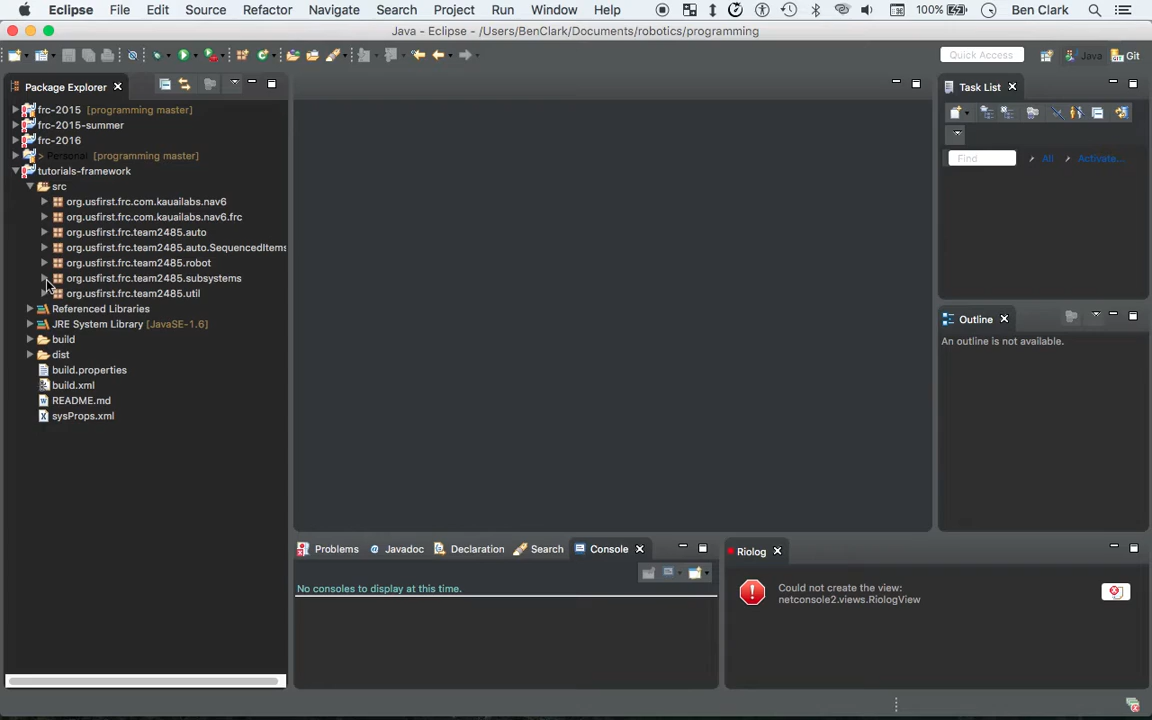 Eclipse File Edit Source Refactor Navigate Search Project Run Window Help 100% Ben Clark
Java - Eclipse - /Users/BenClark/Documents/robotics/programming
Quick Access Java Git
Package Explorer
frc-2015 [programming master]
frc-2015-summer
frc-2016
> Personal [programming master]
tutorials-framework
src
org.usfirst.frc.com.kauailabs.nav6
org.usfirst.frc.com.kauailabs.nav6.frc
org.usfirst.frc.team2485.auto
org.usfirst.frc.team2485.auto.SequencedItems
org.usfirst.frc.team2485.robot
org.usfirst.frc.team2485.subsystems
org.usfirst.frc.team2485.util
Referenced Libraries
JRE System Library [JavaSE-1.6]
build
dist
build.properties
build.xml
README.md
sysProps.xml
Task List
Find All Activate...
Outline
An outline is not available.
Problems Javadoc Declaration Search Console
No consoles to display at this time.
Riolog
Could not create the view:
netconsole2.views.RiologView